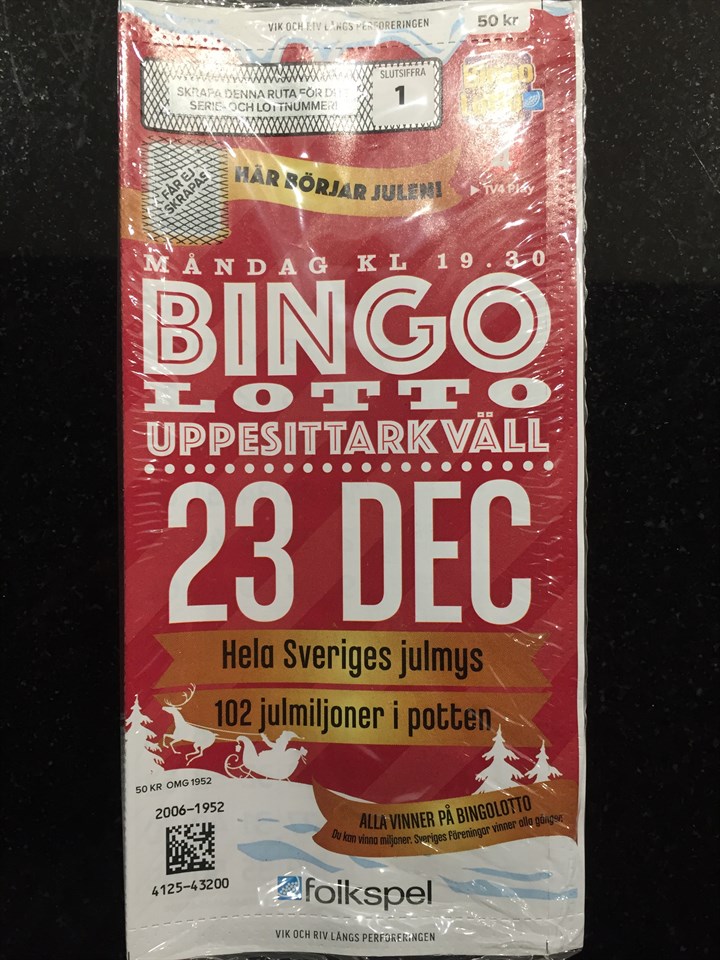 VIK OCH RIV LÄNGS PERFORERINGEN
50 kr
SKRAPA DENNA RUTA FÖR DITT
SERIE- OCH LOTTNUMMER!
SLUTSIFFRA
1
Bingo
Lotto
FÅR EJ
SKRAPAS
HÄR BÖRJAR JULEN!
4
TV4 Play
MÅNDAG KL 19.30
BINGO
LOTTO
UPPESITTARKVÄLL
23 DEC
Hela Sveriges julmys
102 julmiljoner i potten
50 KR OMG 1952
2006-1952
4125-43200
ALLA VINNER PÅ BINGOLOTTO
Du kan vinna miljoner. Sveriges föreningar vinner alla gånger.
folkspel
VIK OCH RIV LÄNGS PERFORERINGEN